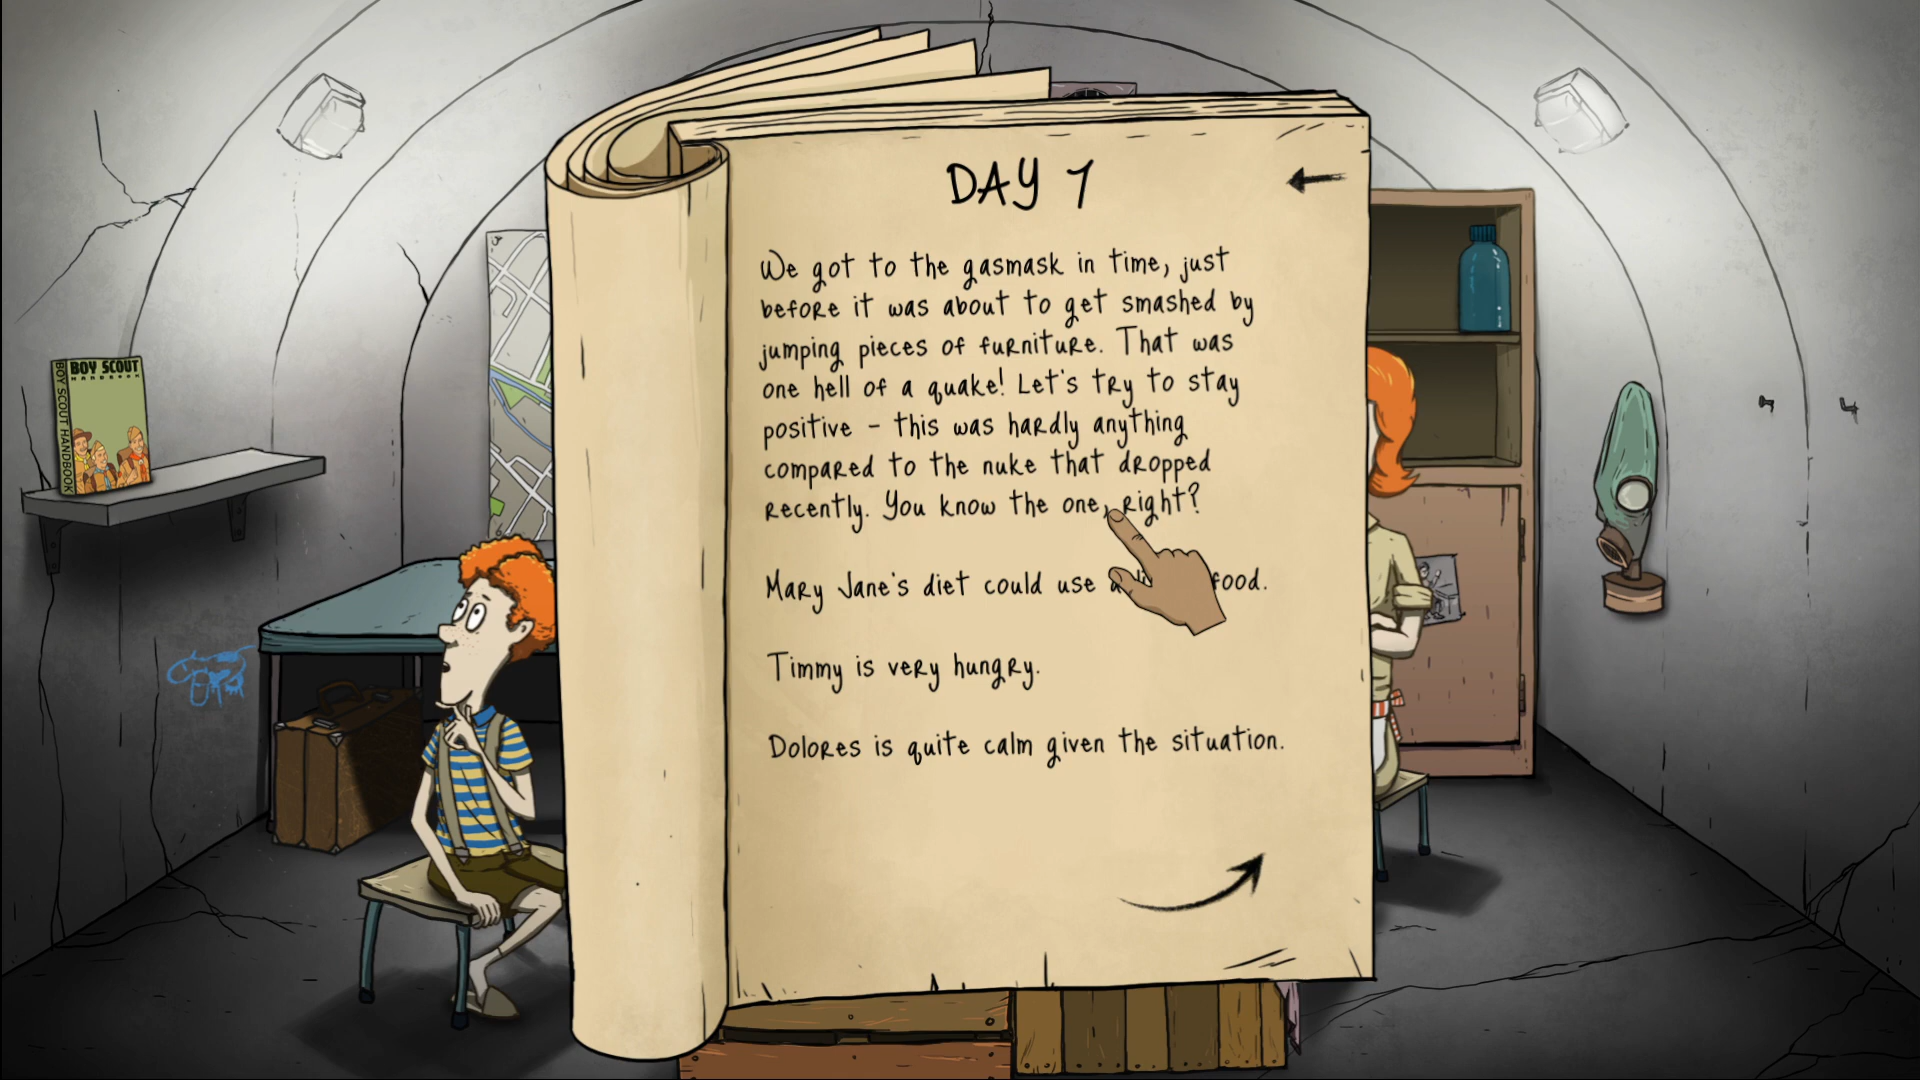 DAY 7
We got to the gasmask in time, just
before it was about to get smashed by
jumping pieces of furniture. That was
one hell of a quake! Let's try to stay
positive - this was hardly anything
compared to the nuke that dropped
recently. You know the one, right?
Mary Jane's diet could use a food.
Timmy is very hungry.
Dolores is quite calm given the situation.
BOY SCOUT
HANDBOOK
BOY SCOUT HANDBOOK